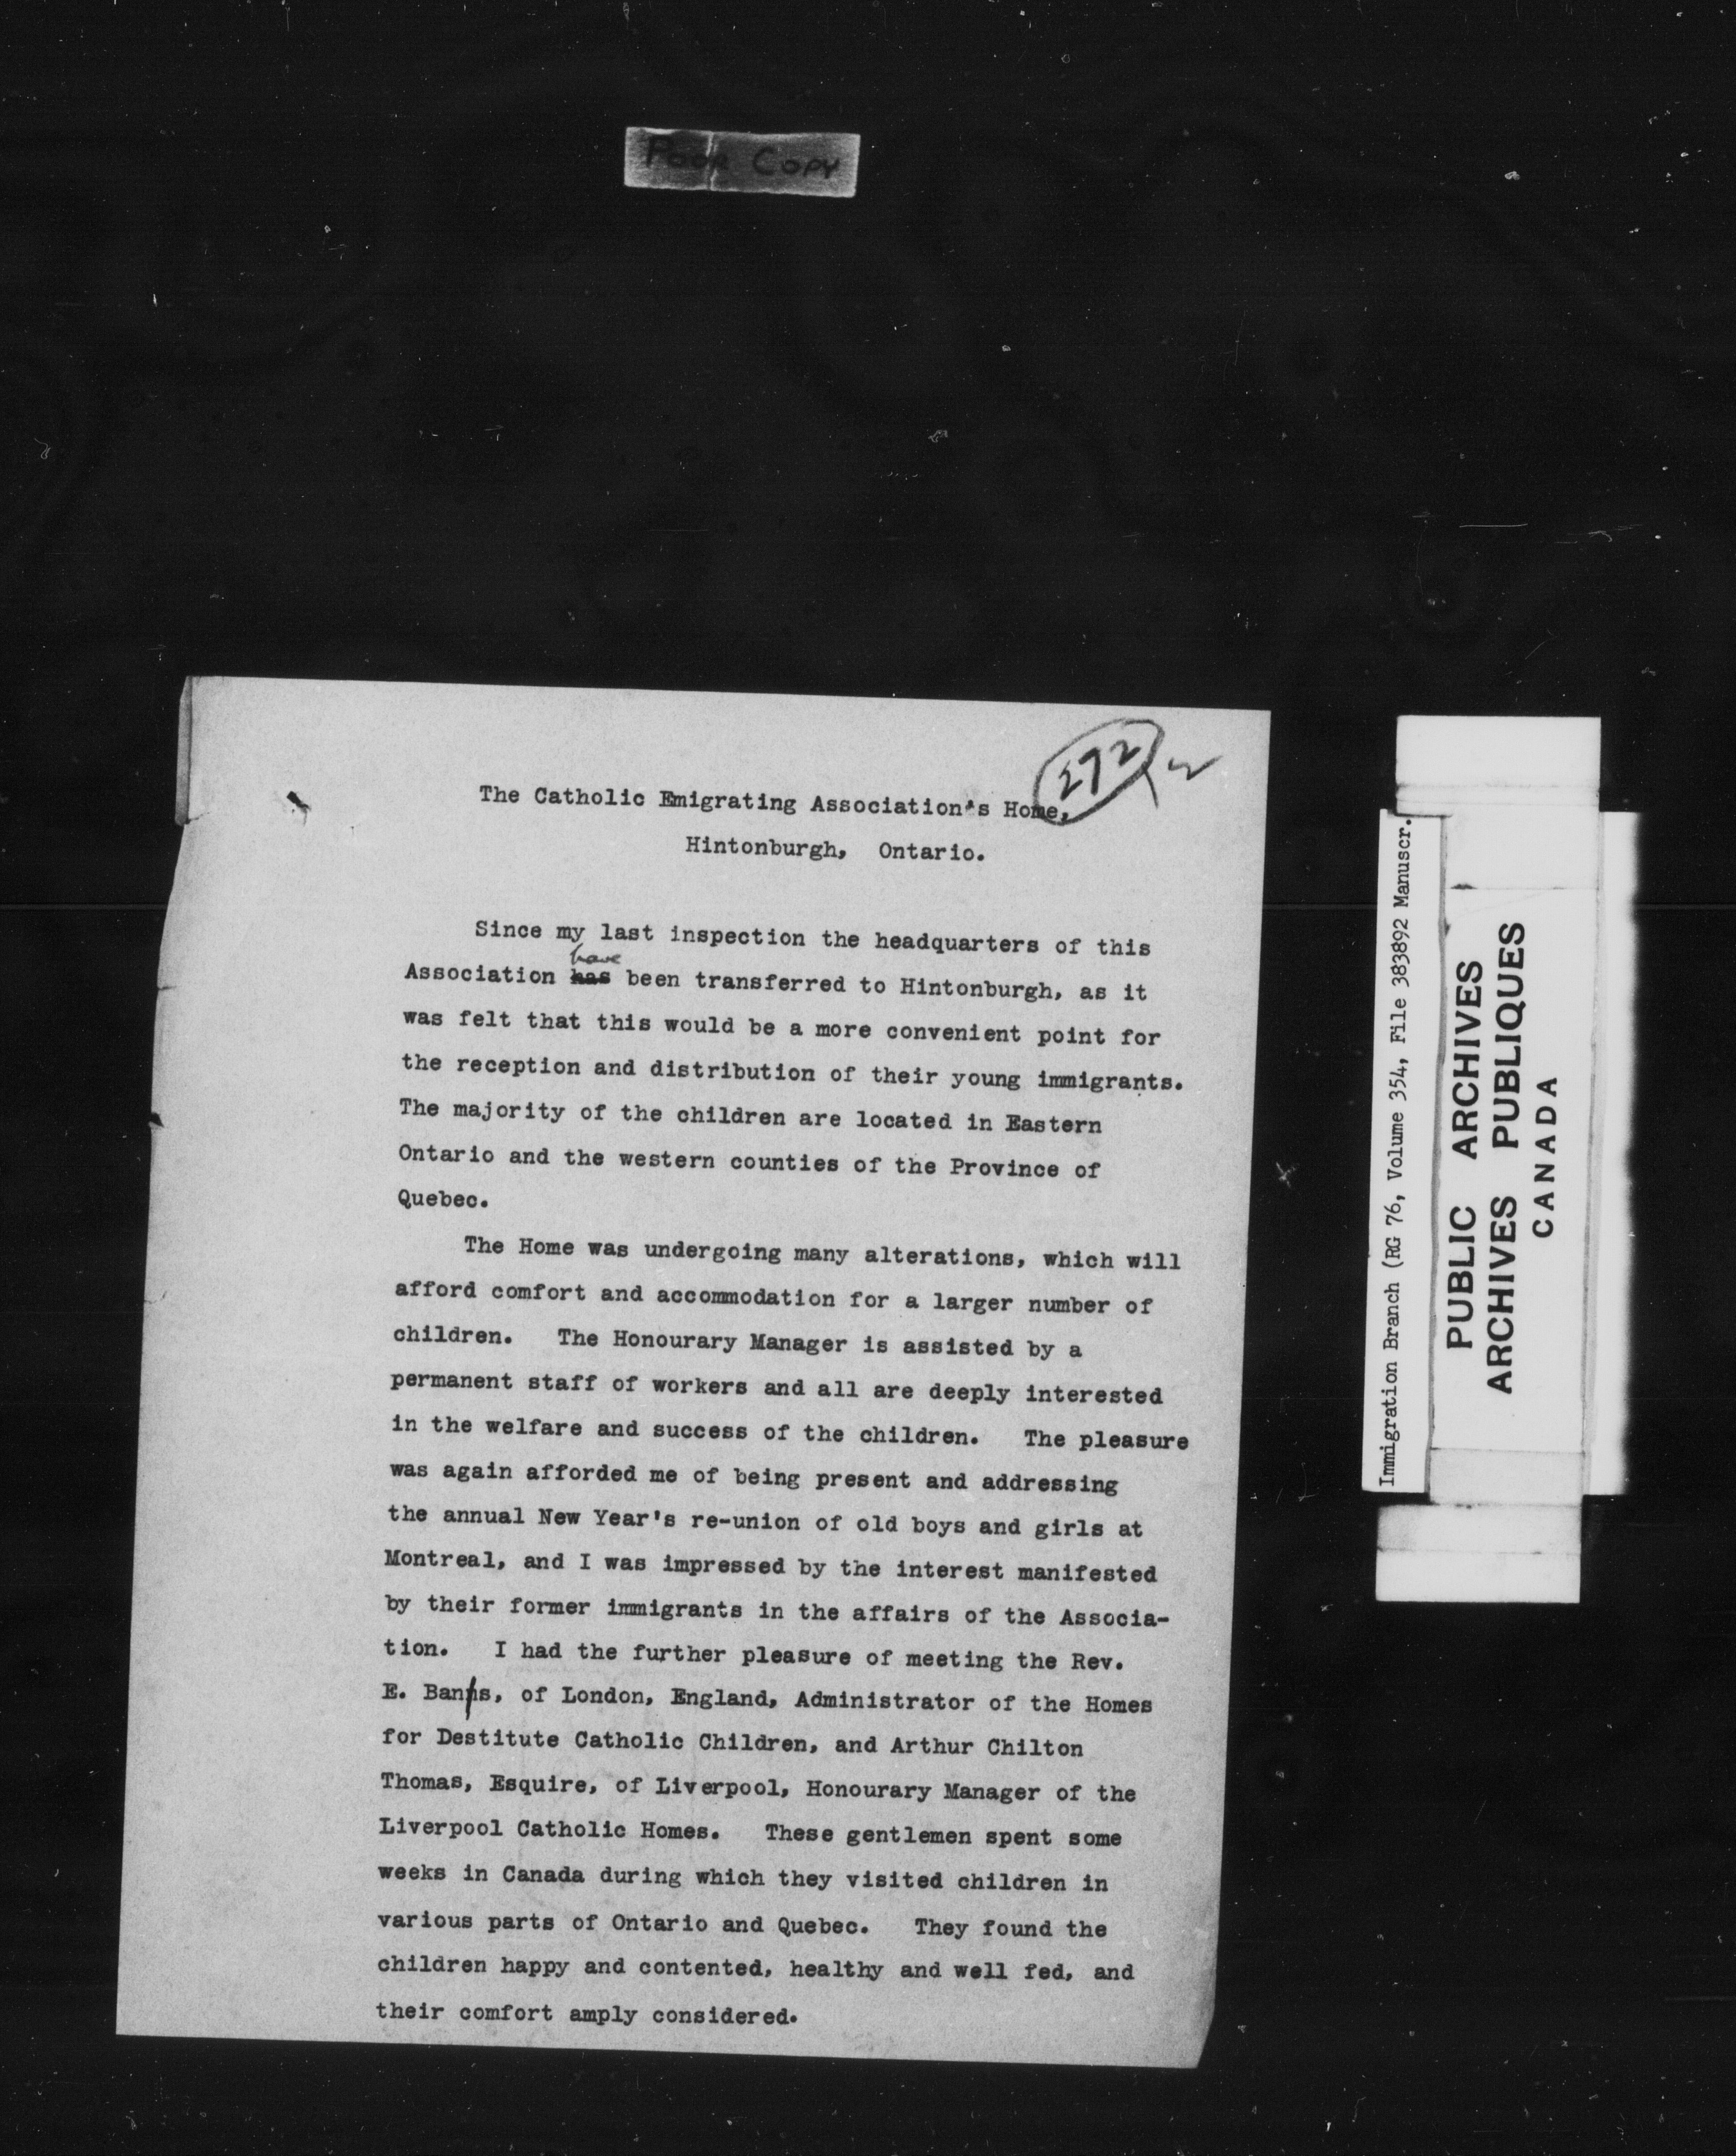 POOR COPY
272
2
The Catholic Emigrating Association's Home,
Hintonburgh, Ontario.
Since my last inspection the headquarters of this
have
Association has been transferred to Hintonburgh, as it
was felt that this would be a more convenient point for
the reception and distribution of their young immigrants.
The majority of the children are located in Eastern
Ontario and the western counties of the Province of
Quebec.
The Home was undergoing many alterations, which will
afford comfort and accommodation for a larger number of
children. The Honourary Manager is assisted by a
permanent staff of workers and all are deeply interested
in the welfare and success of the children. The pleasure
was again afforded me of being present and addressing
the annual New Year's re-union of old boys and girls at
Montreal, and I was impressed by the interest manifested
by their former immigrants in the affairs of the Associa-
tion. I had the further pleasure of meeting the Rev.
E. Banns, of London, England, Administrator of the Homes
for Destitute Catholic Children, and Arthur Chilton
Thomas, Esquire, of Liverpool, Honourary Manager of the
Liverpool Catholic Homes. These gentlemen spent some
weeks in Canada during which they visited children in
various parts of Ontario and Quebec. They found the
children happy and contented, healthy and well fed, and
their comfort amply considered.
Immigration Branch (RG 76, Volume 354, File 383892 Manuscr.
PUBLIC ARCHIVES
ARCHIVES PUBLIQUES
CANADA